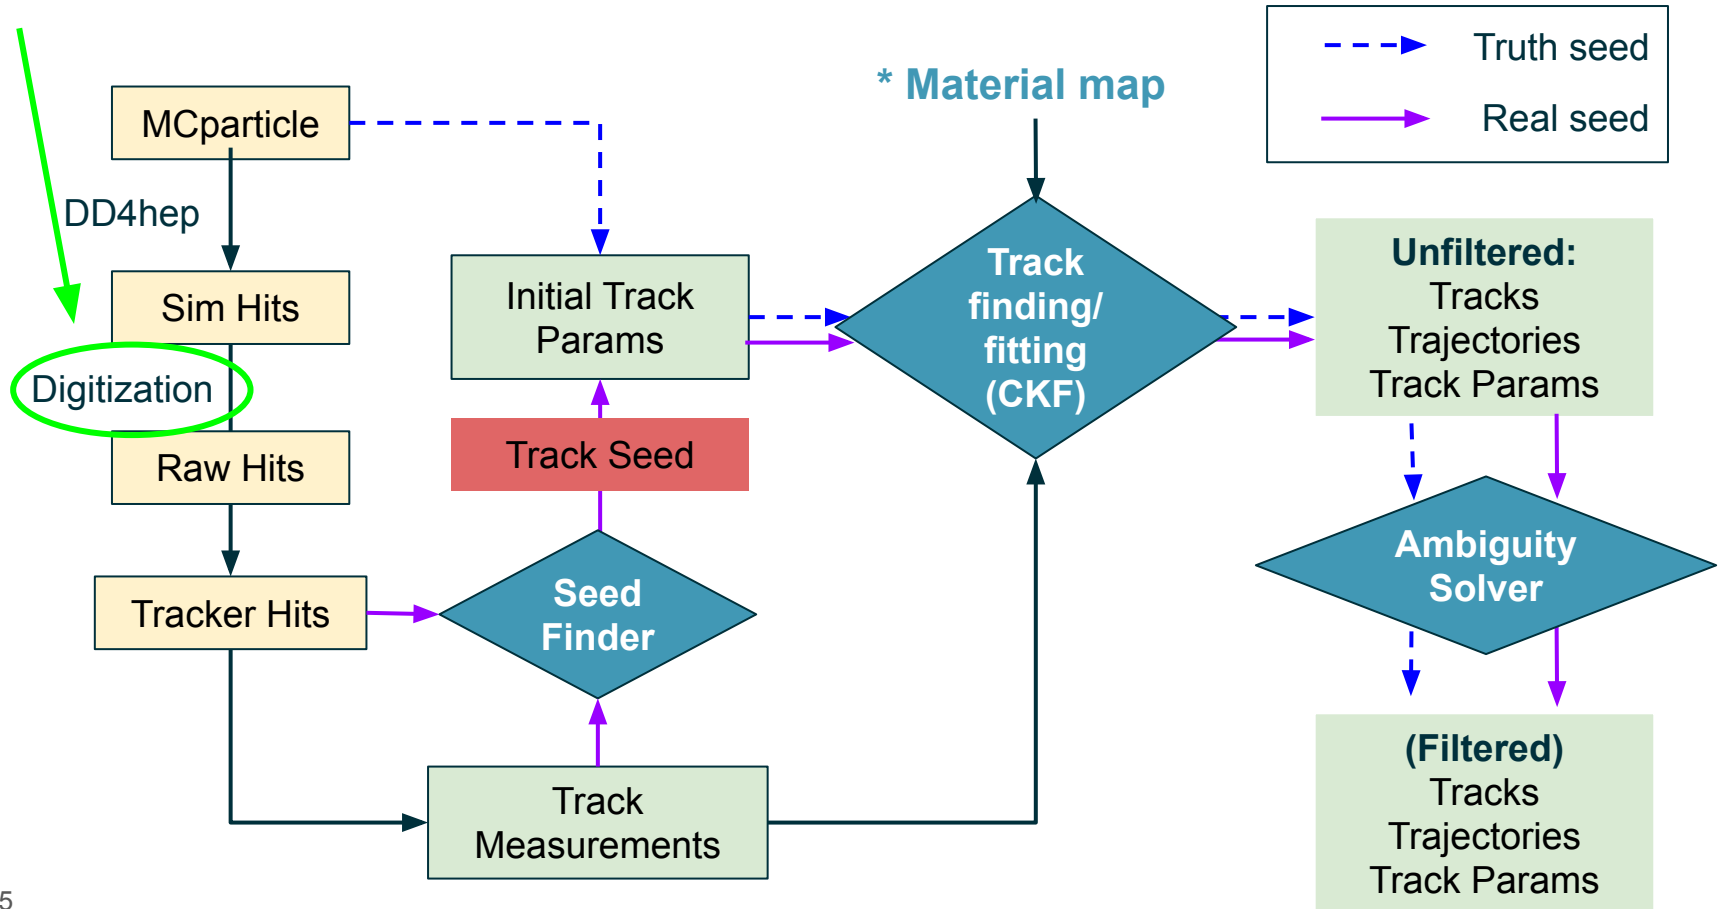 Truth seed
Real seed
* Material map
MCparticle
DD4hep
Sim Hits
Digitization
Raw Hits
Tracker Hits
Initial Track
Params
Track Seed
Seed
Finder
Track
Measurements
Track
finding/
fitting
(CKF)
Unfiltered:
Tracks
Trajectories
Track Params
Ambiguity
Solver
(Filtered)
Tracks
Trajectories
Track Params
5